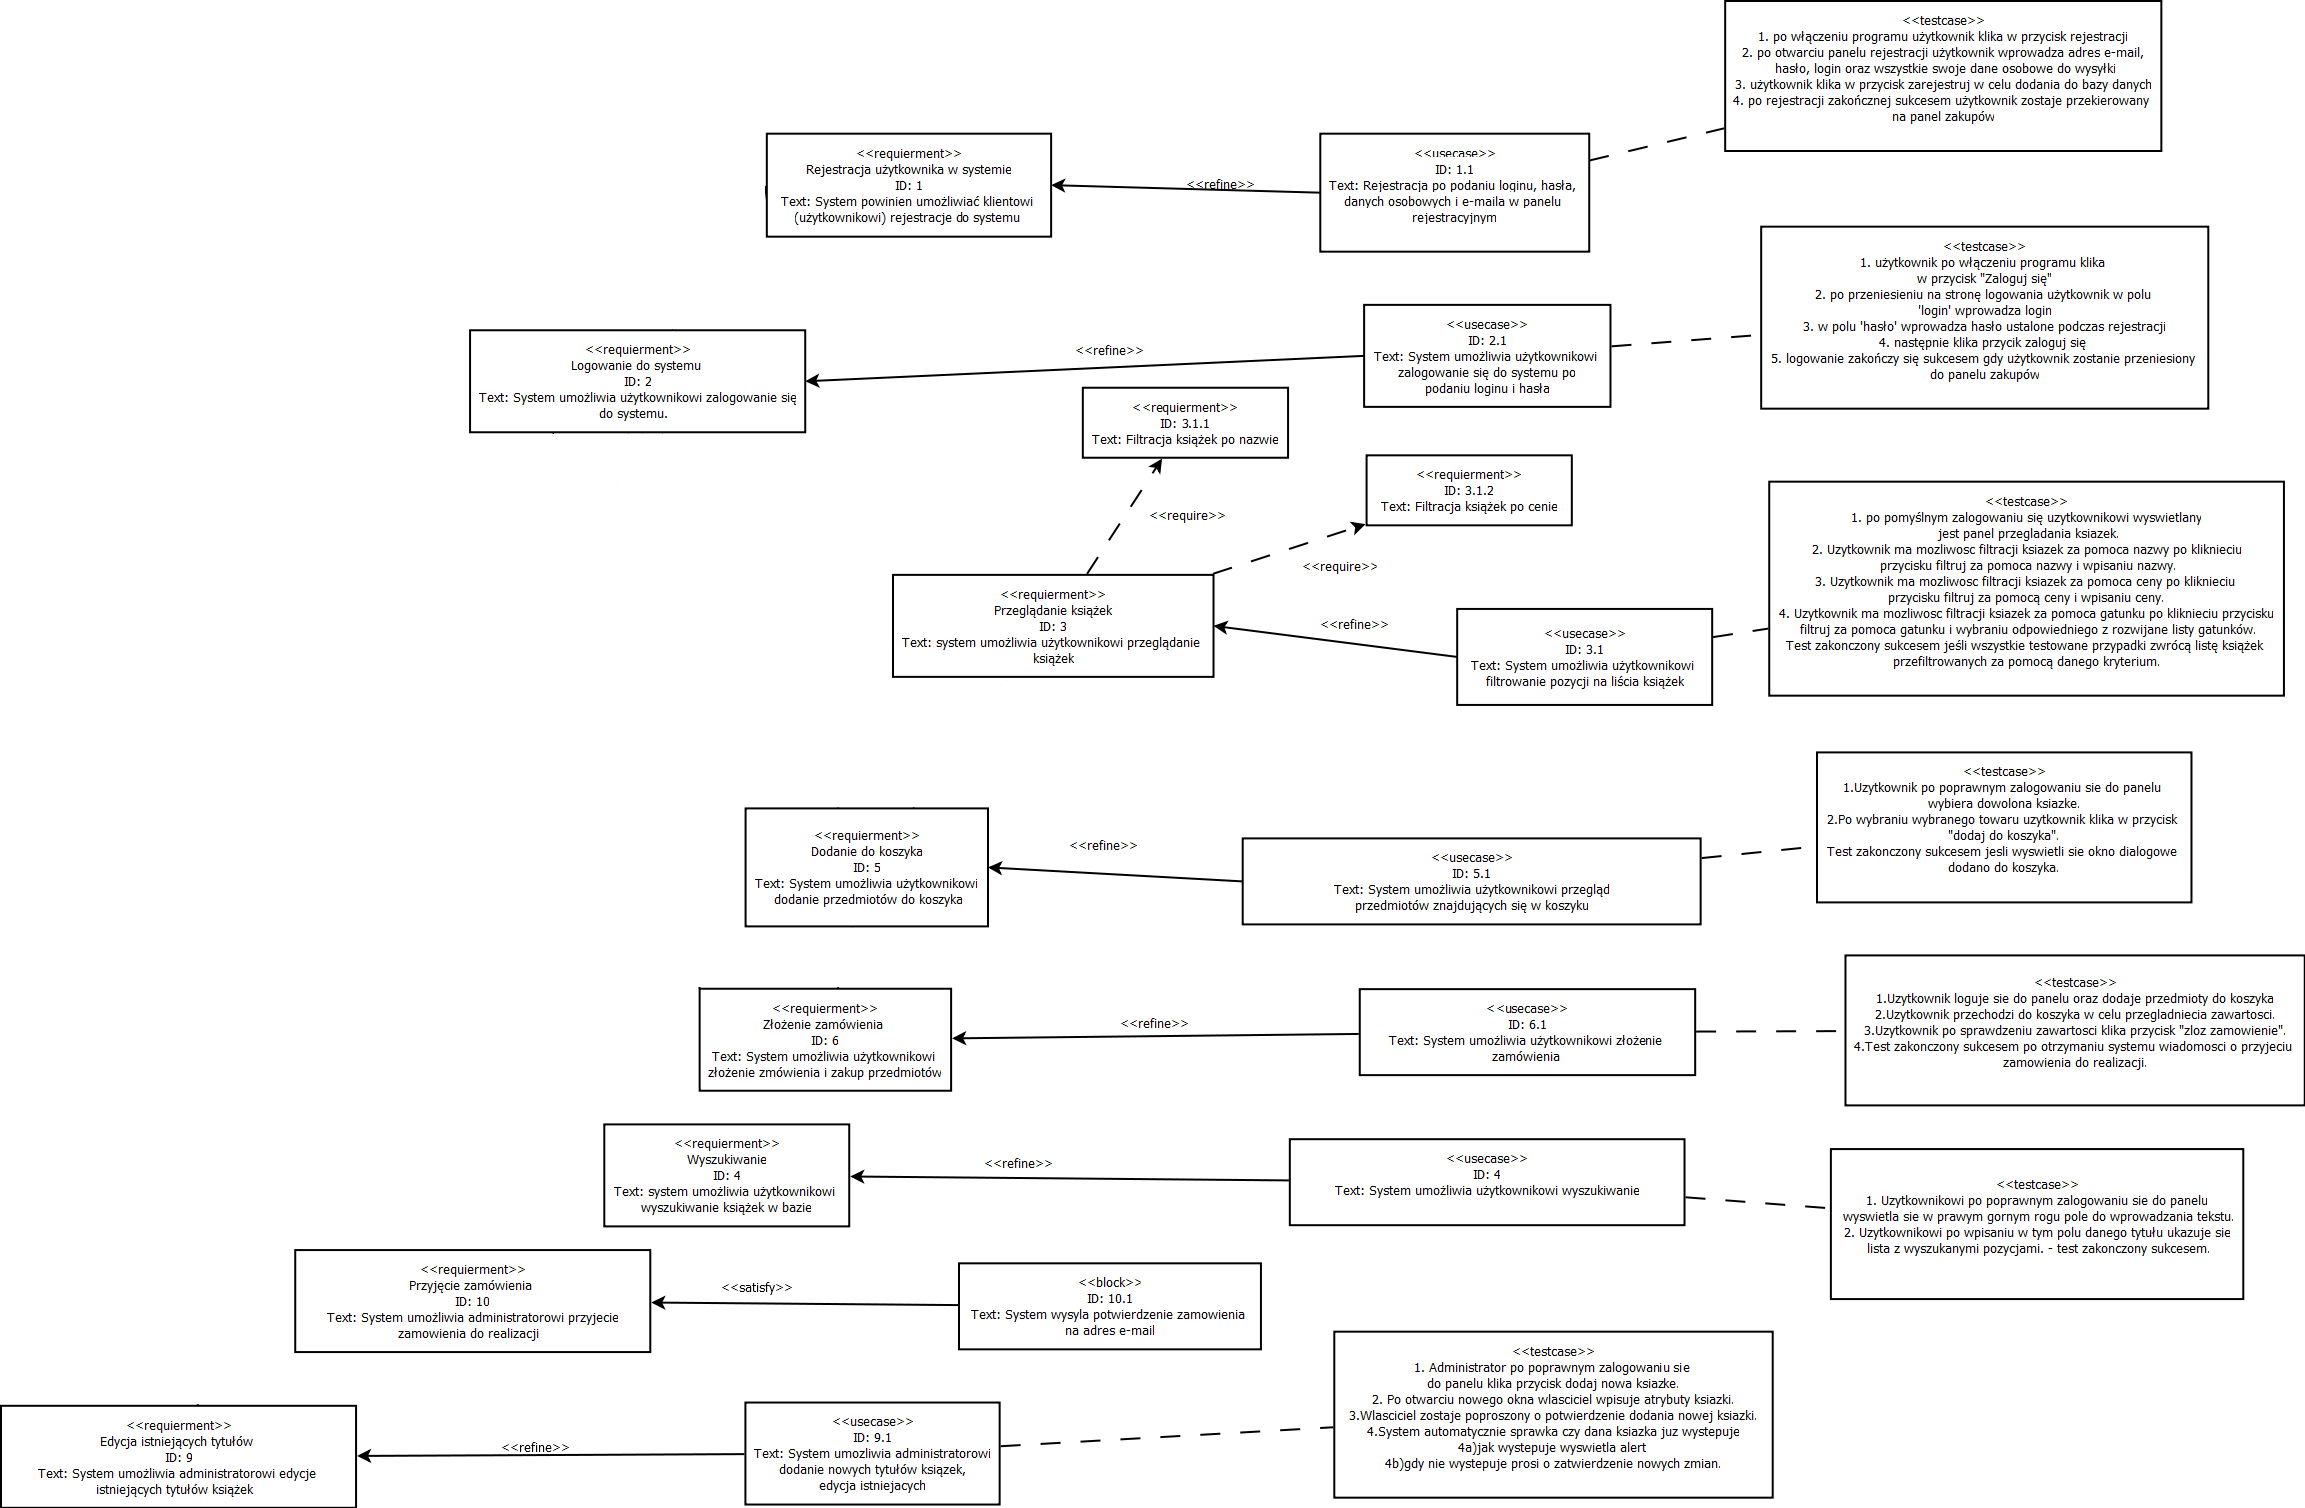 <<testcase>>
1. po włączeniu programu użytkownik klika w przycisk rejestracji
2. po otwarciu panelu rejestracji użytkownik wprowadza adres e-mail,
hasło, login oraz wszystkie swoje dane osobowe do wysyłki
3. użytkownik klika w przycisk zarejestruj w celu dodania do bazy danych
4. po rejestracji zakończnej sukcesem użytkownik zostaje przekierowany
na panel zakupów
<<requierment>>
Rejestracja użytkownika w systemie
ID: 1
Text: System powinien umożliwiać klientowi
(użytkownikowi) rejestracje do systemu
<<refine>>
<<usecase>>
ID: 1.1
Text: Rejestracja po podaniu loginu, hasła,
danych osobowych i e-maila w panelu
rejestracyjnym
<<testcase>>
1. użytkownik po włączeniu programu klika
w przycisk "Zaloguj się"
2. po przeniesieniu na stronę logowania użytkownik w polu
'login' wprowadza login
3. w polu 'hasło' wprowadza hasło ustalone podczas rejestracji
4. następnie klika przycik zaloguj się
5. logowanie zakończy się sukcesem gdy użytkownik zostanie przeniesiony
do panelu zakupów
<<requierment>>
Logowanie do systemu
ID: 2
Text: System umożliwia użytkownikowi zalogowanie się
do systemu.
<<refine>>
<<usecase>>
ID: 2.1
Text: System umożliwia użytkownikowi
zalogowanie się do systemu po
podaniu loginu i hasła
<<requierment>>
ID: 3.1.1
Text: Filtracja książek po nazwie
<<requierment>>
ID: 3.1.2
Text: Filtracja książek po cenie
<<require>>
<<require>>
<<requierment>>
Przeglądanie książek
ID: 3
Text: system umożliwia użytkownikowi przeglądanie
książek
<<refine>>
<<usecase>>
ID: 3.1
Text: System umożliwia użytkownikowi
filtrowanie pozycji na liścia książek
<<testcase>>
1. po pomyślnym zalogowaniu się uzytkownikowi wyswietlany
jest panel przegladania ksiazek.
2. Uzytkownik ma mozliwosc filtracji ksiazek za pomoca nazwy po kliknieciu
przycisku filtruj za pomoca nazwy i wpisaniu nazwy.
3. Uzytkownik ma mozliwosc filtracji ksiazek za pomoca ceny po kliknieciu
przycisku filtruj za pomocą ceny i wpisaniu ceny.
4. Uzytkownik ma mozliwosc filtracji ksiazek za pomoca gatunku po kliknieciu przycisku
filtruj za pomoca gatunku i wybraniu odpowiedniego z rozwijane listy gatunków.
Test zakonczony sukcesem jeśli wszystkie testowane przypadki zwrócą listę książek
przefiltrowanych za pomocą danego kryterium.
<<requierment>>
Dodanie do koszyka
ID: 5
Text: System umożliwia użytkownikowi
dodanie przedmiotów do koszyka
<<refine>>
<<usecase>>
ID: 5.1
Text: System umożliwia użytkownikowi przegląd
przedmiotów znajdujących się w koszyku
<<testcase>>
1.Uzytkownik po poprawnym zalogowaniu sie do panelu
wybiera dowolona ksiazke.
2.Po wybraniu wybranego towaru uzytkownik klika w przycisk
"dodaj do koszyka".
Test zakonczony sukcesem jesli wyswietli sie okno dialogowe
dodano do koszyka.
<<requierment>>
Złożenie zamówienia
ID: 6
Text: System umożliwia użytkownikowi
złożenie zmówienia i zakup przedmiotów
<<refine>>
<<usecase>>
ID: 6.1
Text: System umożliwia użytkownikowi złożenie
zamówienia
<<testcase>>
1.Uzytkownik loguje sie do panelu oraz dodaje przedmioty do koszyka
2.Uzytkownik przechodzi do koszyka w celu przegladniecia zawartosci.
3.Uzytkownik po sprawdzeniu zawartosci klika przycisk "zloz zamowienie".
4.Test zakonczony sukcesem po otrzymaniu systemu wiadomosci o przyjeciu
zamowienia do realizacji.
<<requierment>>
Wyszukiwanie
ID: 4
Text: system umożliwia użytkownikowi
wyszukiwanie książek w bazie
<<refine>>
<<usecase>>
ID: 4
Text: System umożliwia użytkownikowi wyszukiwanie
<<testcase>>
1. Uzytkownikowi po poprawnym zalogowaniu sie do panelu
wyswietla sie w prawym gornym rogu pole do wprowadzania tekstu.
2. Uzytkownikowi po wpisaniu w tym polu danego tytułu ukazuje sie
lista z wyszukanymi pozycjami. - test zakonczony sukcesem.
<<requierment>>
Przyjęcie zamówienia
ID: 10
Text: System umożliwia administratorowi przyjecie
zamowienia do realizacji
<<satisfy>>
<<block>>
ID: 10.1
Text: System wysyla potwierdzenie zamowienia
na adres e-mail
<<requierment>>
Edycja istniejących tytułów
ID: 9
Text: System umożliwia administratorowi edycje
istniejących tytułów książek
<<refine>>
<<usecase>>
ID: 9.1
Text: System umozliwia administratorowi
dodanie nowych tytułów ksiązek,
edycja istniejacych
<<testcase>>
1. Administrator po poprawnym zalogowaniu sie
do panelu klika przycisk dodaj nowa ksiazke.
2. Po otwarciu nowego okna wlasciciel wpisuje atrybuty ksiazki.
3.Wlasciciel zostaje poproszony o potwierdzenie dodania nowej ksiazki.
4.System automatycznie sprawka czy dana ksiazka juz wystepuje
4a)jak wystepuje wyswietla alert
4b)gdy nie wystepuje prosi o zatwierdzenie nowych zmian.